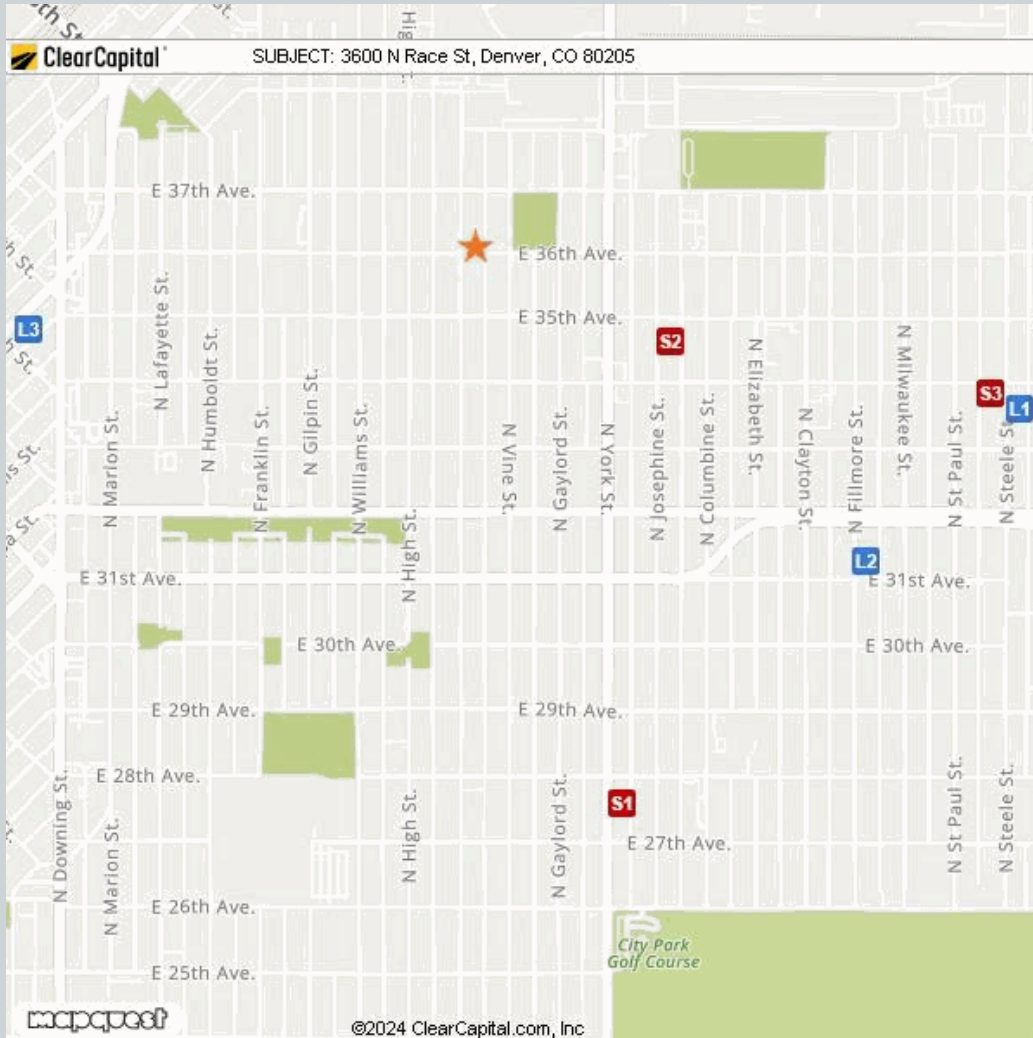 ClearCapital
SUBJECT: 3600 N Race St, Denver, CO 80205
E 37th Ave.
E 36th Ave.
E 35th Ave.
L3
S2
S3
L1
N Lafayette St.
N Humboldt St.
N Gilpin St.
N Marion St.
N Franklin St.
N Williams St.
N Vine St.
N Gaylord St.
N York St.
N Josephine St.
N Columbine St.
N Elizabeth St.
N Clayton St.
N Fillmore St.
N Milwaukee St.
N St Paul St.
N Steele St.
N High St.
L2
E 31st Ave.
E 31st Ave.
E 30th Ave.
E 30th Ave.
E 29th Ave.
E 29th Ave.
E 28th Ave.
S1
N Downing St.
N Marion St.
N High St.
N Gaylord St.
E 27th Ave.
N St Paul St.
N Steele St.
E 26th Ave.
City Park
Golf Course
E 25th Ave.
mapquest
©2024 ClearCapital.com, Inc